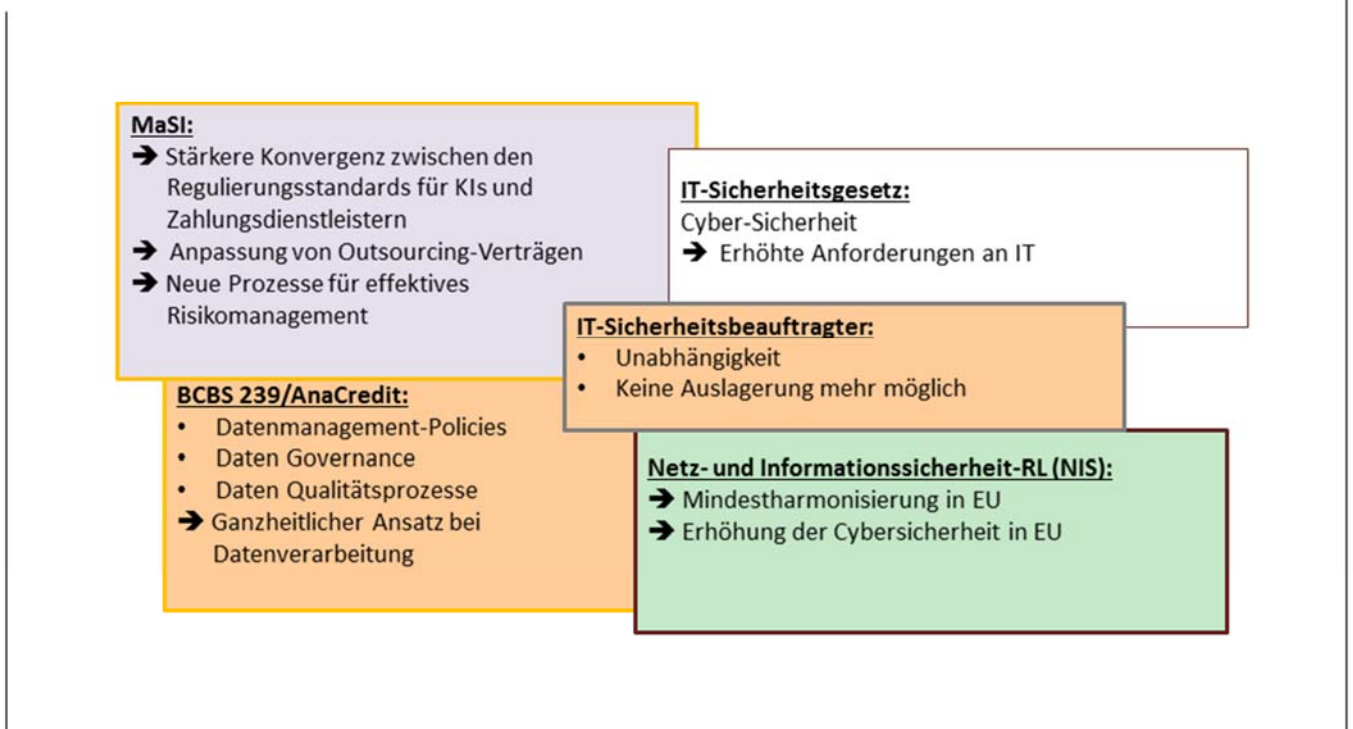 MaSI:
➔ Stärkere Konvergenz zwischen den
Regulierungsstandards für KIs und
Zahlungsdienstleistern
➔ Anpassung von Outsourcing-Verträgen
➔ Neue Prozesse für effektives
Risikomanagement
IT-Sicherheitsgesetz:
Cyber-Sicherheit
➔ Erhöhte Anforderungen an IT
IT-Sicherheitsbeauftragter:
• Unabhängigkeit
• Keine Auslagerung mehr möglich
BCBS 239/AnaCredit:
• Datenmanagement-Policies
• Daten Governance
• Daten Qualitätsprozesse
➔ Ganzheitlicher Ansatz bei
Datenverarbeitung
Netz- und Informationssicherheit-RL (NIS):
➔ Mindestharmonisierung in EU
➔ Erhöhung der Cybersicherheit in EU